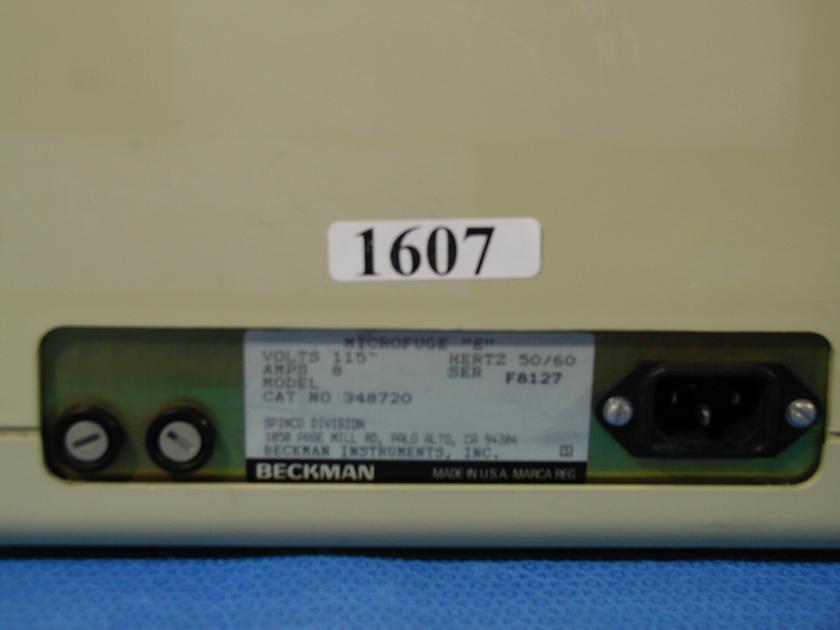 1607
MICROFUGE "E"
VOLTS 115~ HERTZ 50/60
AMPS 8 SER F8127
MODEL
CAT NO 348720
SPINCO DIVISION
1050 PAGE MILL RD, PALO ALTO, CA 94304
BECKMAN INSTRUMENTS, INC.
BECKMAN MADE IN U.S.A. MARCA REG